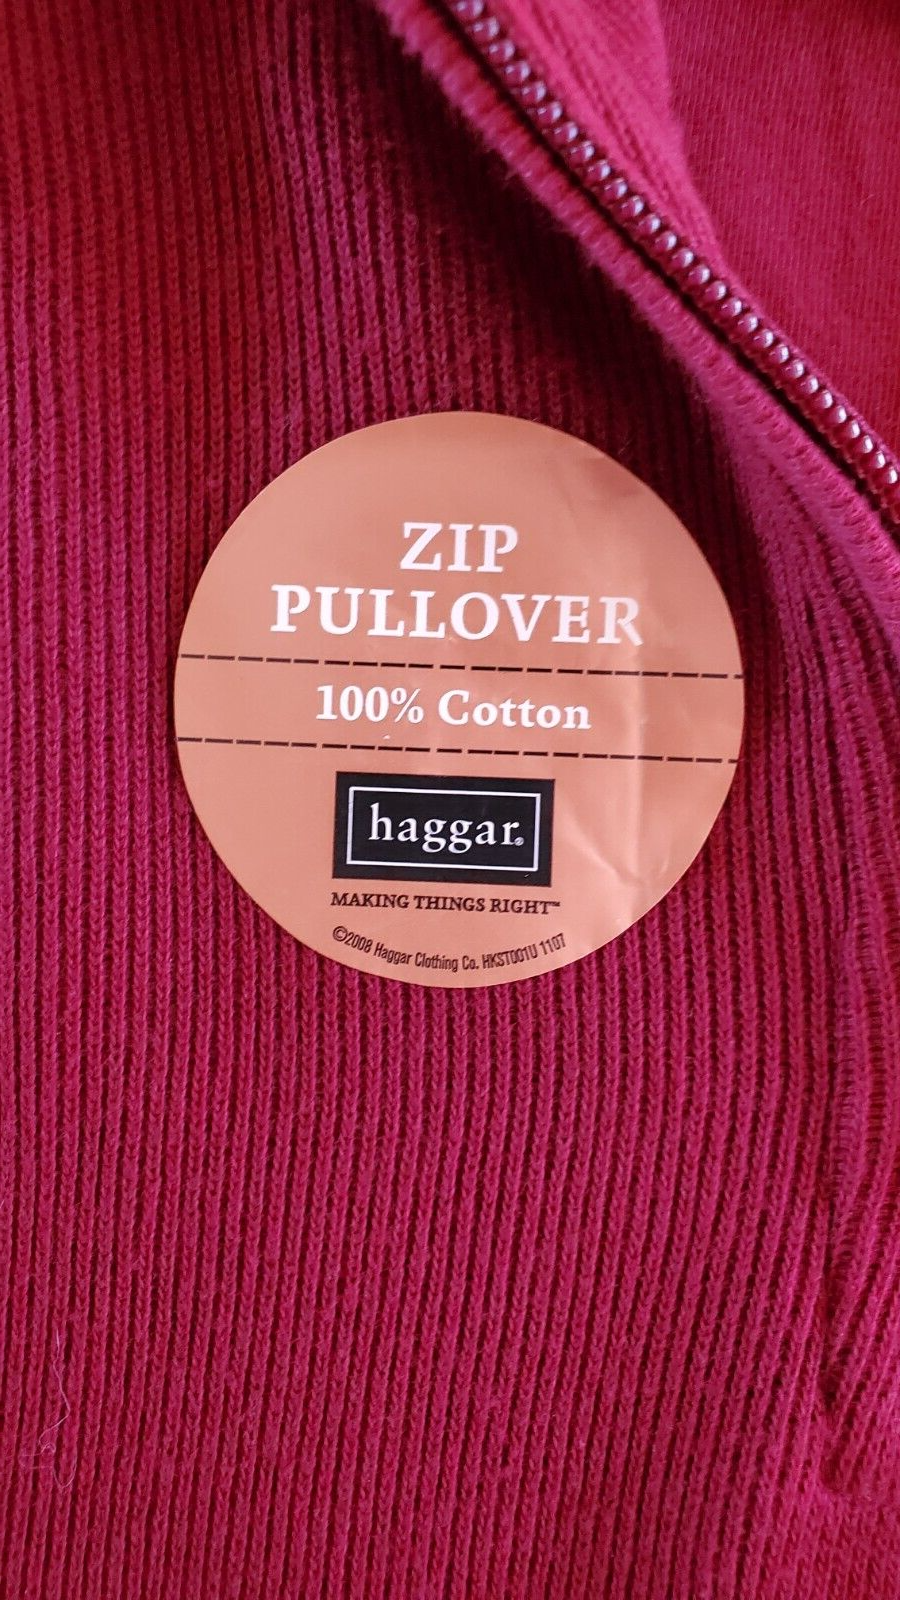 ZIP
PULLOVER
100% Cotton
haggar®
MAKING THINGS RIGHT™
©2008 Haggar Clothing Co. HKST001U 1107